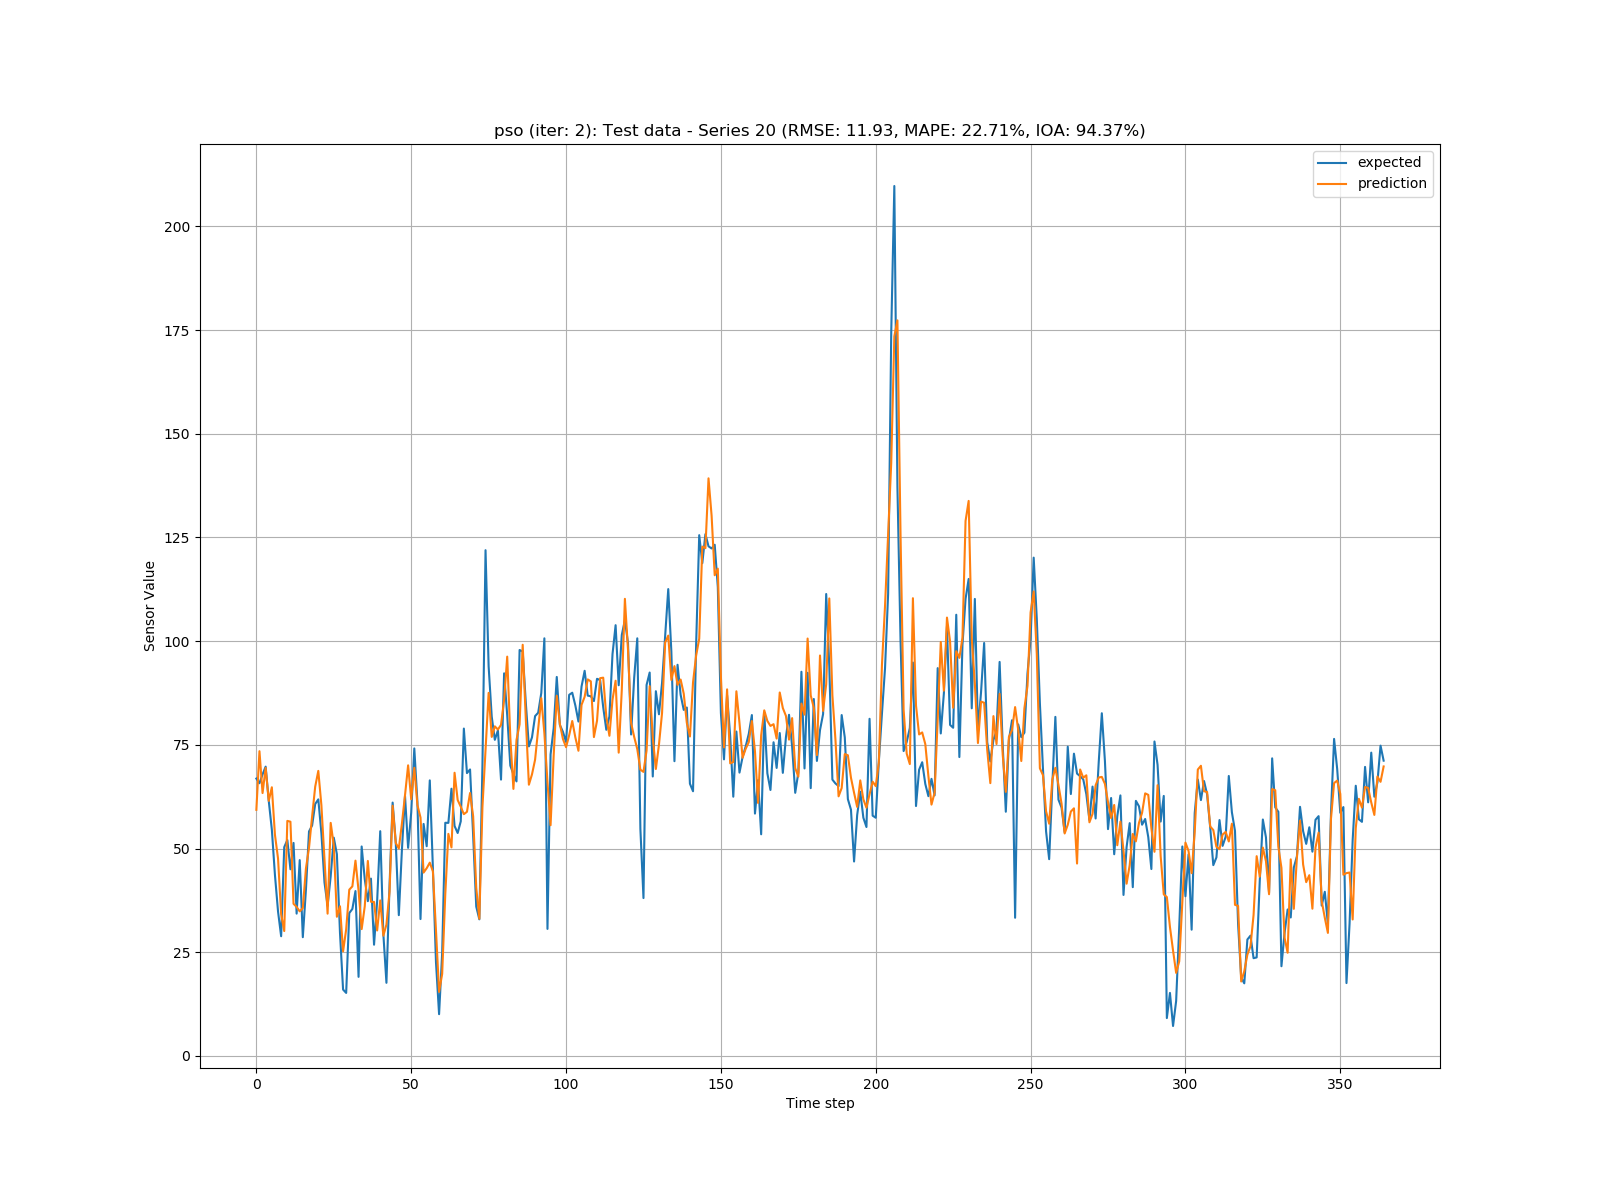 pso (iter: 2): Test data - Series 20 (RMSE: 11.93, MAPE: 22.71%, IOA: 94.37%)
expected
prediction
200
175
150
125
100
75
50
25
0
Sensor Value
0 50 100 150 200 250 300 350
Time step